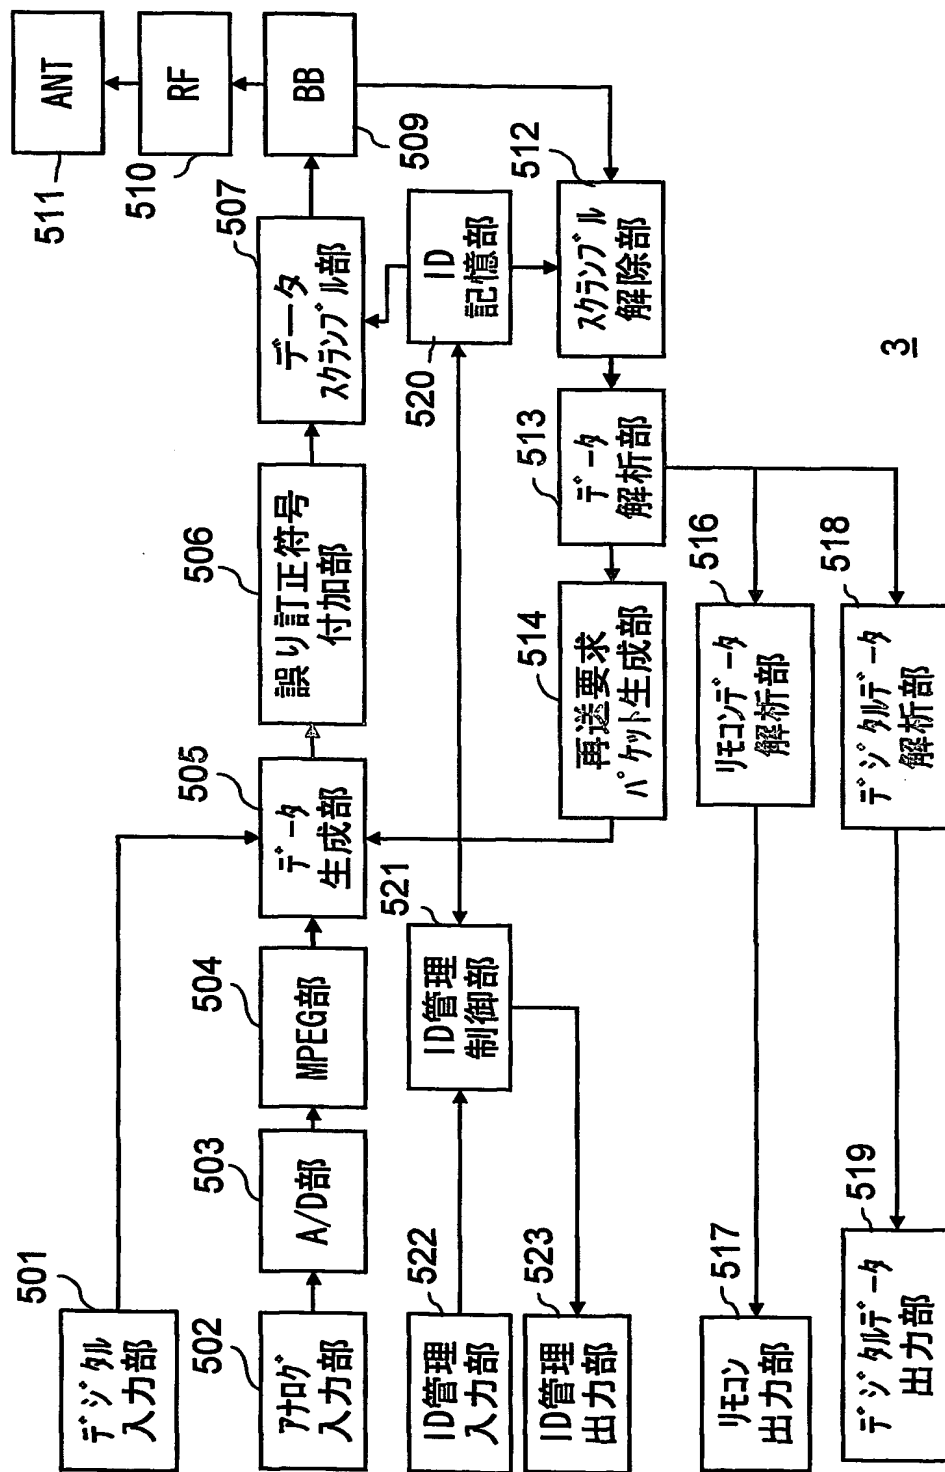 501
デジタル
入力部
502
アナログ
入力部
503
A/D部
504
MPEG部
505
データ
生成部
506
誤り訂正符号
付加部
507
データ
スクランブル部
509
BB
510
RF
511
ANT
522
ID管理
入力部
523
ID管理
出力部
521
ID管理
制御部
520
ID
記憶部
512
スクランブル
解除部
513
データ
解析部
514
再送要求
パケット生成部
516
リモコンデータ
解析部
517
リモコン
出力部
518
デジタルデータ
解析部
519
デジタルデータ
出力部
3